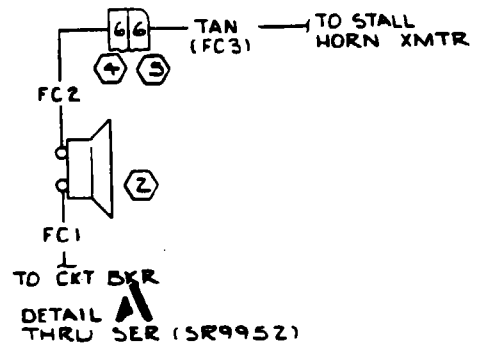 6 6 TAN TO STALL
(FC3) HORN XMTR
4 5
FC2
2
FC1
TO CKT BKR
DETAIL A
THRU SER (SR9952)